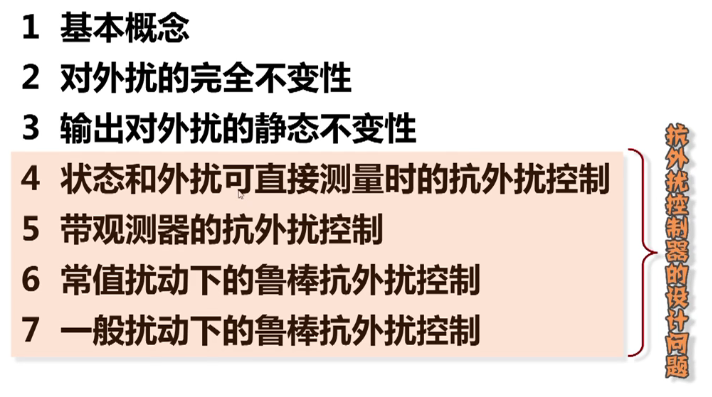 1 基本概念
2 对外扰的完全不变性
3 输出对外扰的静态不变性
4 状态和外扰可直接测量时的抗外扰控制
5 带观测器的抗外扰控制
6 常值扰动下的鲁棒抗外扰控制
7 一般扰动下的鲁棒抗外扰控制
抗外扰控制器的设计问题